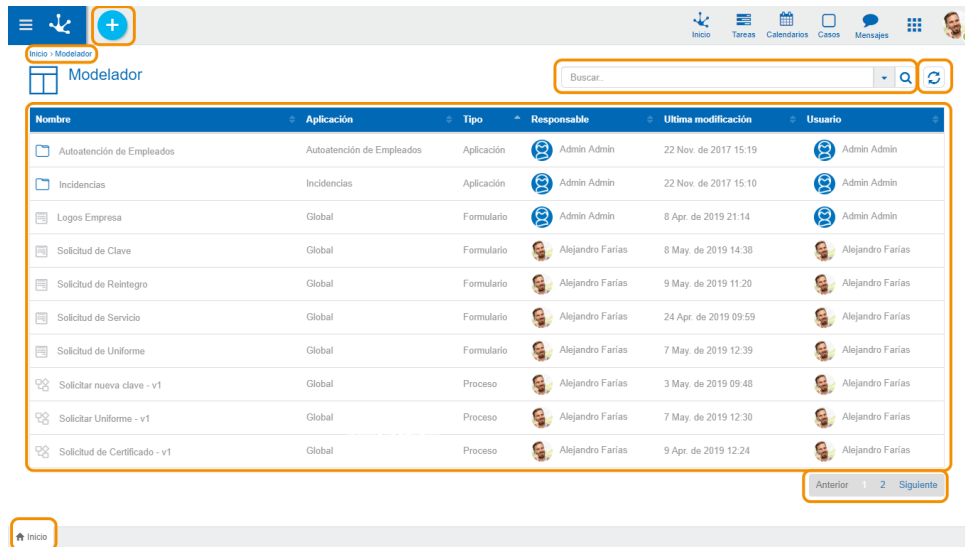 Inicio Tareas Calendarios Casos Mensajes
Inicio › Modelador
Modelador
Buscar..
Nombre Aplicación Tipo Responsable Ultima modificación Usuario
Autoatención de Empleados Autoatención de Empleados Aplicación Admin Admin 22 Nov. de 2017 15:19 Admin Admin
Incidencias Incidencias Aplicación Admin Admin 22 Nov. de 2017 15:10 Admin Admin
Logos Empresa Global Formulario Admin Admin 8 Apr. de 2019 21:14 Admin Admin
Solicitud de Clave Global Formulario Alejandro Farías 8 May. de 2019 14:38 Alejandro Farías
Solicitud de Reintegro Global Formulario Alejandro Farías 9 May. de 2019 11:20 Alejandro Farías
Solicitud de Servicio Global Formulario Alejandro Farías 24 Apr. de 2019 09:59 Alejandro Farías
Solicitud de Uniforme Global Formulario Alejandro Farías 7 May. de 2019 12:39 Alejandro Farías
Solicitar nueva clave - v1 Global Proceso Alejandro Farías 3 May. de 2019 09:48 Alejandro Farías
Solicitar Uniforme - v1 Global Proceso Alejandro Farías 7 May. de 2019 12:30 Alejandro Farías
Solicitud de Certificado - v1 Global Proceso Alejandro Farías 9 Apr. de 2019 12:24 Alejandro Farías
Anterior 1 2 Siguiente
Inicio